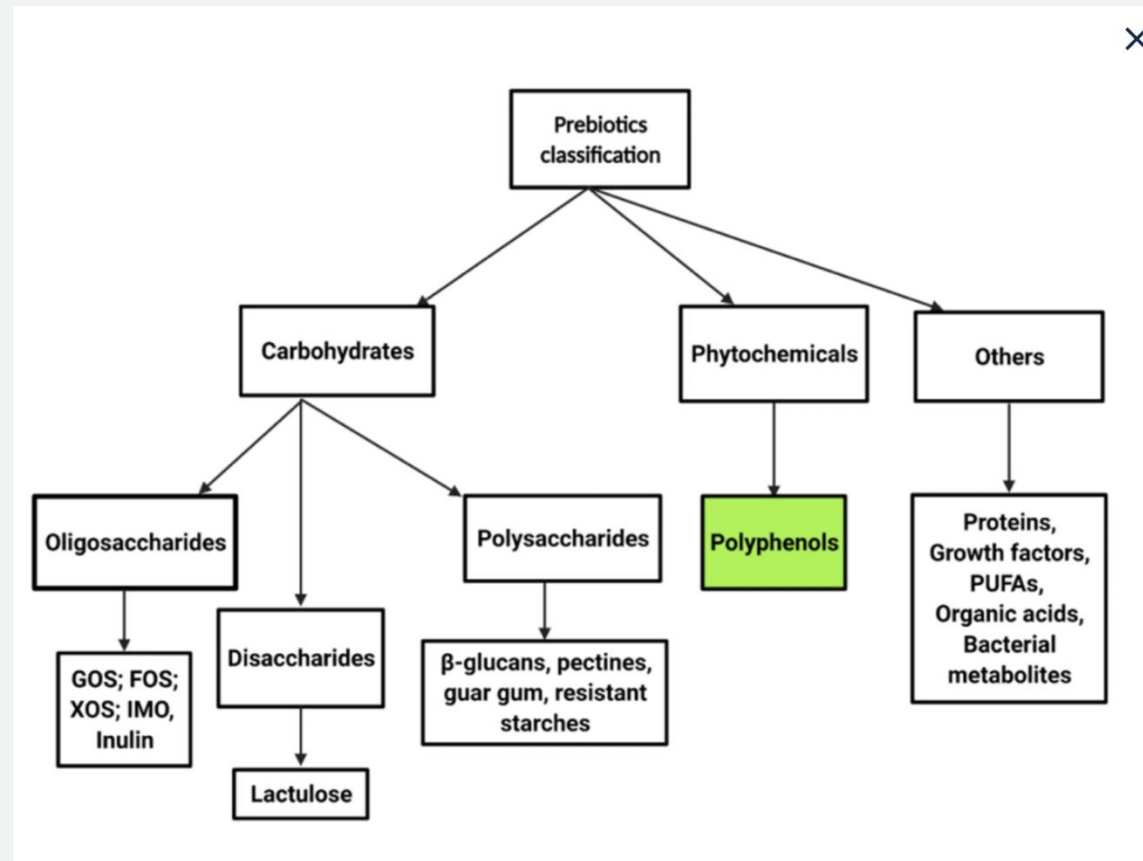 Prebiotics
classification
Carbohydrates
Phytochemicals
Others
Oligosaccharides
Disaccharides
Polysaccharides
Polyphenols
Proteins,
Growth factors,
PUFAs,
Organic acids,
Bacterial
metabolites
GOS; FOS;
XOS; IMO,
Inulin
Lactulose
β-glucans, pectines,
guar gum, resistant
starches